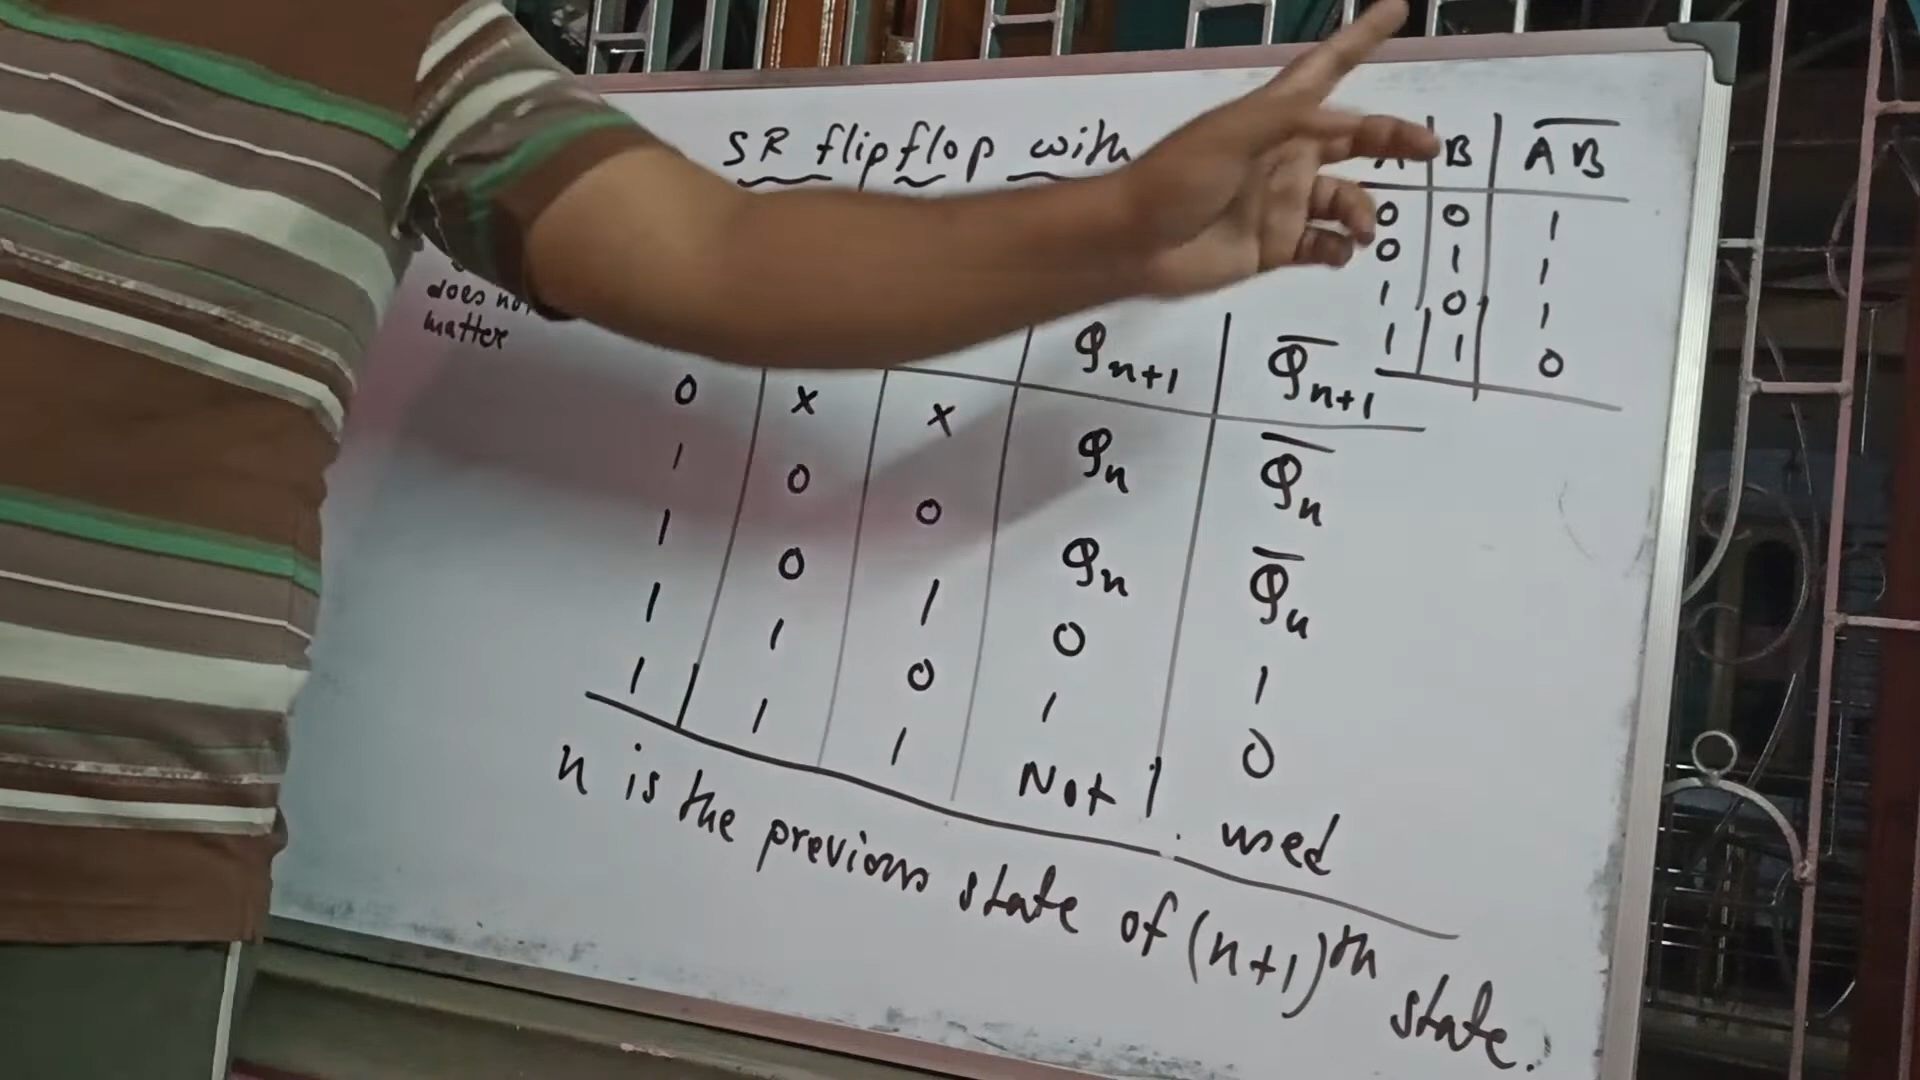 SR flipflop with
does not
matter
A B A̅B̅
0 0 1
0 1 1
1 0 1
1 1 0
Qn+1 Q̅n+1
0 x x Qn Q̅n
1 0 0 Qn Q̅n
1 0 1 0 1
1 1 0 1 0
1 1 1 Not used
n is the previous state of (n+1)th state.